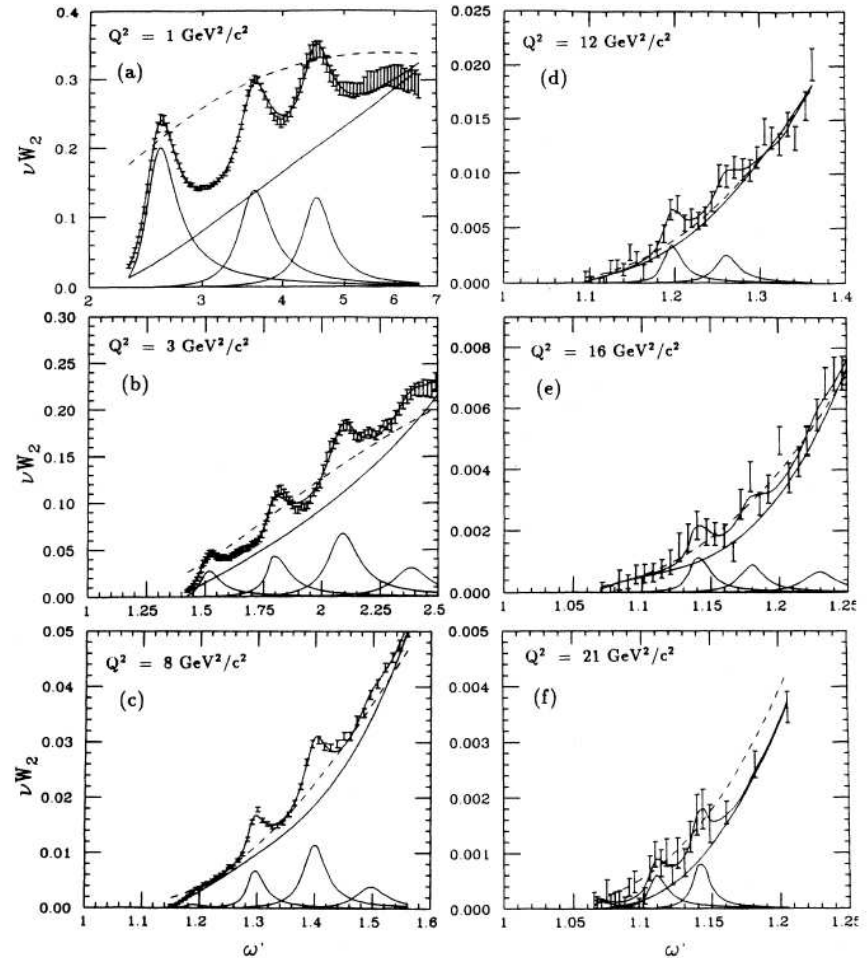 Q² = 1 GeV²/c²
(a)
νW₂
0.4
0.3
0.2
0.1
0.0
2 3 4 5 6 7
Q² = 3 GeV²/c²
(b)
νW₂
0.30
0.25
0.20
0.15
0.10
0.05
0.00
1 1.25 1.5 1.75 2 2.25 2.5
Q² = 8 GeV²/c²
(c)
νW₂
0.05
0.04
0.03
0.02
0.01
0.00
1 1.1 1.2 1.3 1.4 1.5 1.6
ω'
Q² = 12 GeV²/c²
(d)
0.025
0.020
0.015
0.010
0.005
0.000
1 1.1 1.2 1.3 1.4
Q² = 16 GeV²/c²
(e)
0.008
0.006
0.004
0.002
0.000
1 1.05 1.1 1.15 1.2 1.25
Q² = 21 GeV²/c²
(f)
0.005
0.004
0.003
0.002
0.001
0.000
1 1.05 1.1 1.15 1.2 1.25
ω'